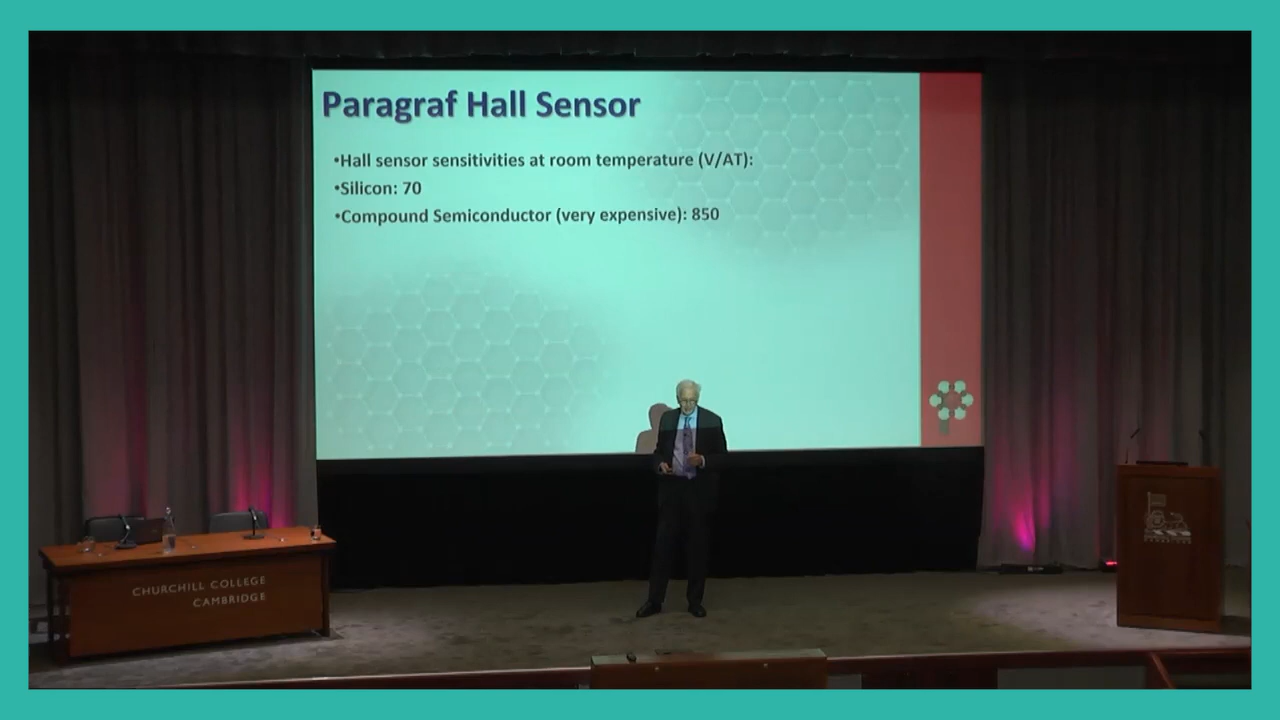 Paragraf Hall Sensor
•Hall sensor sensitivities at room temperature (V/AT):
•Silicon: 70
•Compound Semiconductor (very expensive): 850
CHURCHILL COLLEGE
CAMBRIDGE